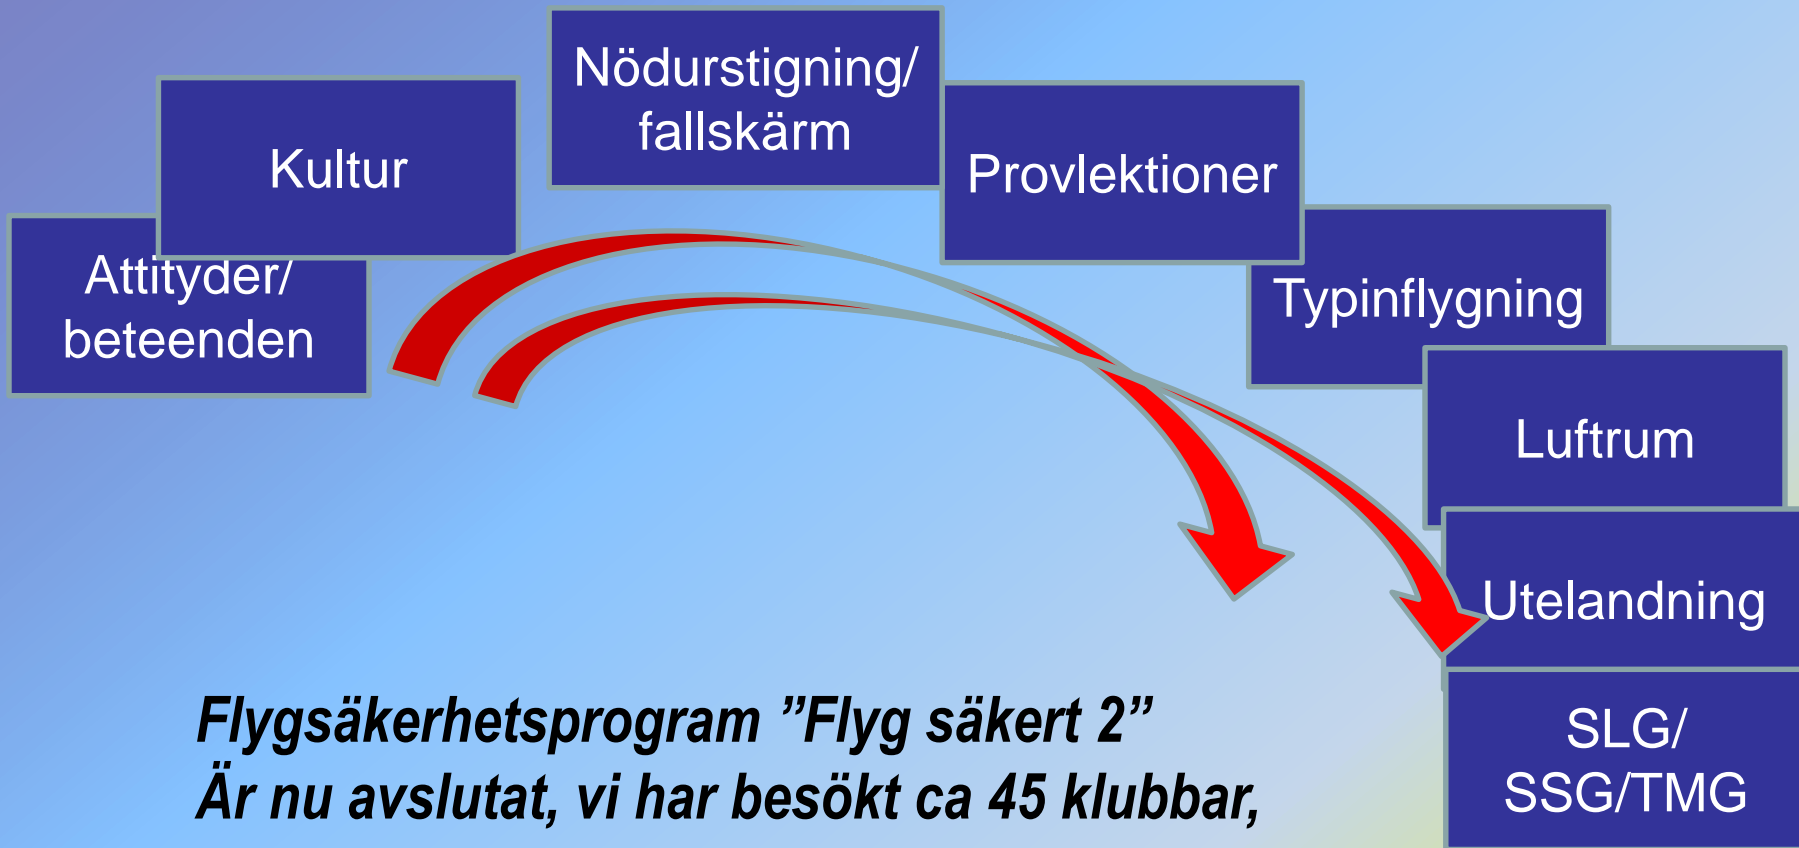 Nödurstigning/
fallskärm
Kultur
Provlektioner
Attityder/
beteenden
Typinflygning
Luftrum
Utelandning
SLG/
SSG/TMG
Flygsäkerhetsprogram ”Flyg säkert 2”
Är nu avslutat, vi har besökt ca 45 klubbar,